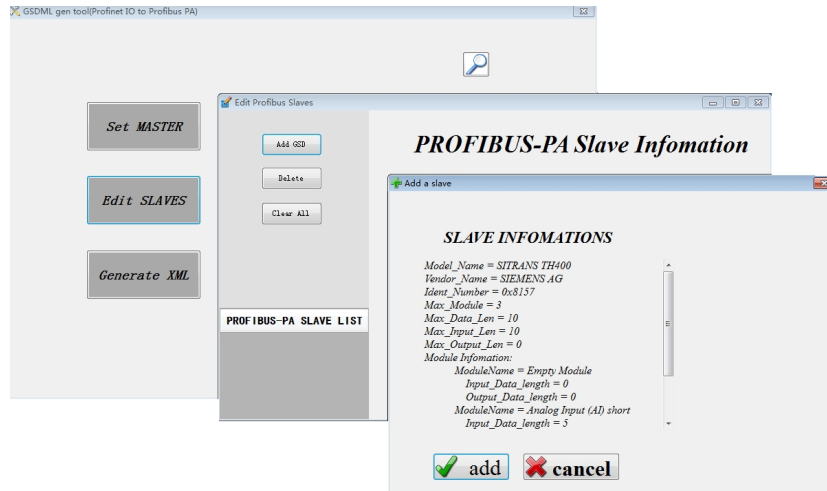 GSDML gen tool(Profinet IO to Profibus PA)
Set MASTER
Edit SLAVES
Generate XML
Edit Profibus Slaves
Add GSD
Delete
Clear All
PROFIBUS-PA SLAVE LIST
PROFIBUS-PA Slave Infomation
Add a slave
SLAVE INFOMATIONS
Model_Name = SITRANS TH400
Vendor_Name = SIEMENS AG
Ident_Number = 0x8157
Max_Module = 3
Max_Data_Len = 10
Max_Input_Len = 10
Max_Output_Len = 0
Module Infomation:
ModuleName = Empty Module
Input_Data_length = 0
Output_Data_length = 0
ModuleName = Analog Input (AI) short
Input_Data_length = 5
add
cancel